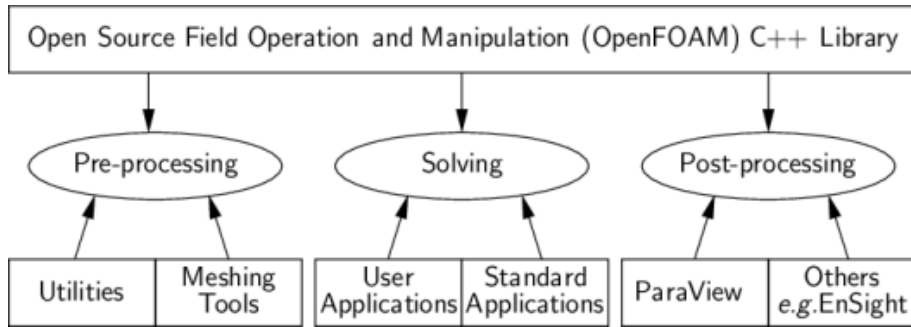 Open Source Field Operation and Manipulation (OpenFOAM) C++ Library
Pre-processing
Solving
Post-processing
Utilities
Meshing
Tools
User
Applications
Standard
Applications
ParaView
Others
e.g.EnSight